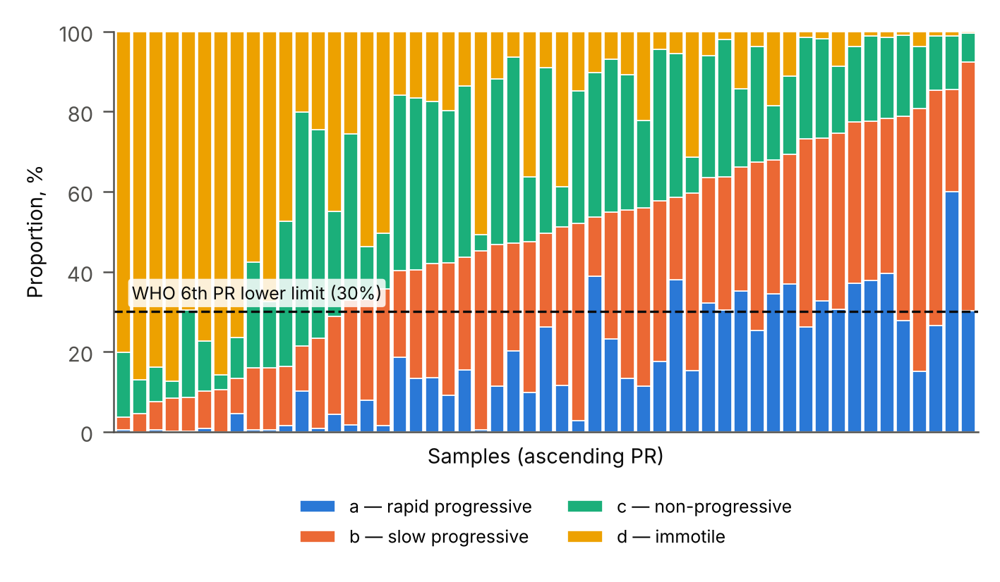 100
80
60
40
20
0
Proportion, %
WHO 6th PR lower limit (30%)
Samples (ascending PR)
a — rapid progressive
c — non-progressive
b — slow progressive
d — immotile